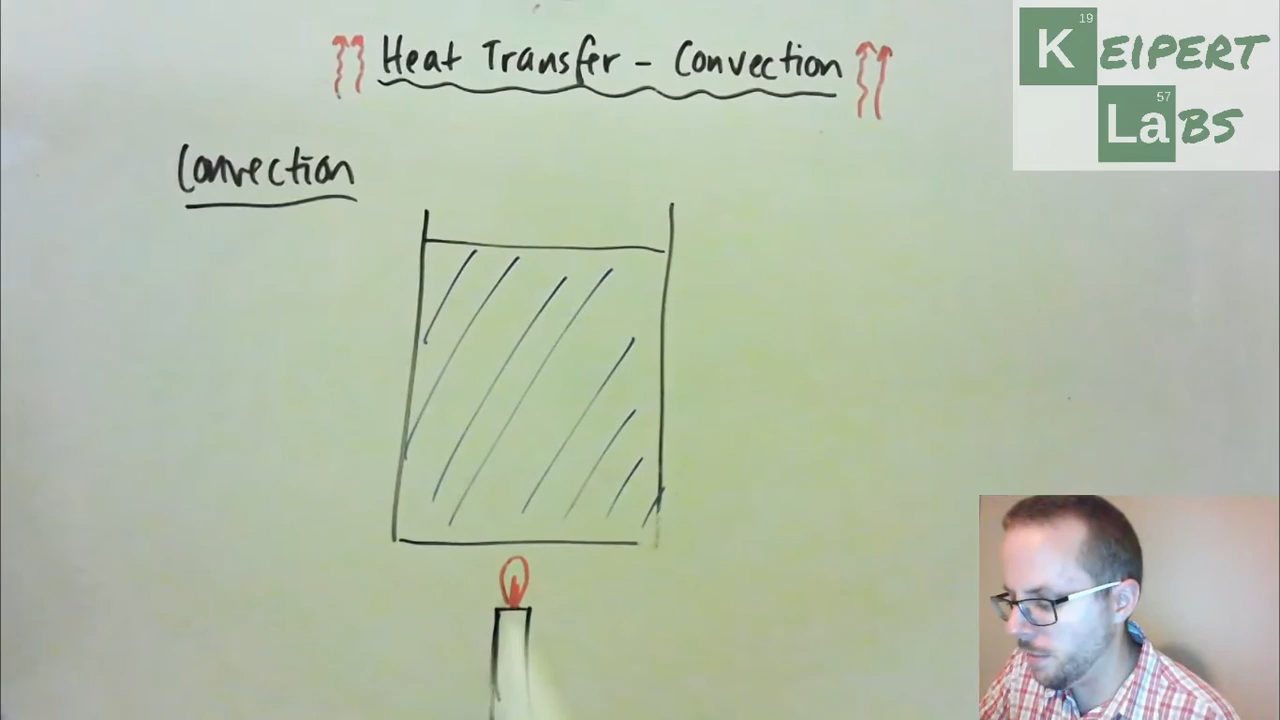 Heat Transfer - Convection
19
KEIPERT
57
LaBS
Convection